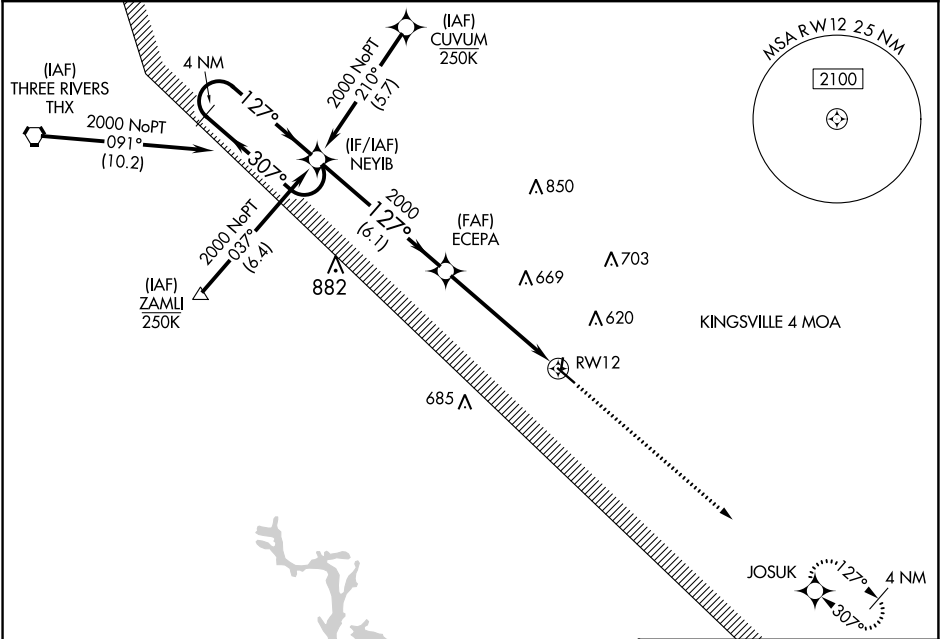 (IAF)
CUVUM
250K
MSA RW12 25 NM
2100
4 NM
(IAF)
THREE RIVERS
THX
2000 NoPT
091°
(10.2)
2000 NoPT
210°
(5.7)
127°
307°
(IF/IAF)
NEYIB
2000 NoPT
037°
(6.4)
(IAF)
ZAMLI
250K
2000
127°
(6.1)
(FAF)
ECEPA
850
882
669
703
620
KINGSVILLE 4 MOA
RW12
685
JOSUK
127°
307°
4 NM